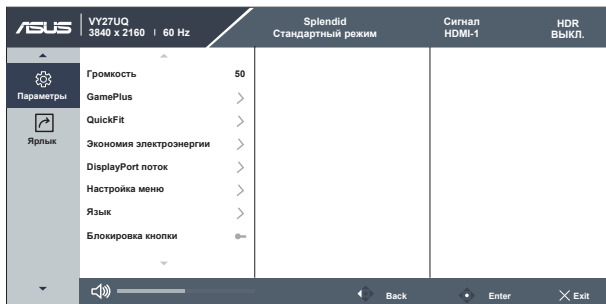 ASUS
VY27UQ
3840 x 2160 | 60 Hz
Splendid
Стандартный режим
Сигнал
HDMI-1
HDR
ВЫКЛ.
Параметры
Ярлык
Громкость 50
GamePlus
QuickFit
Экономия электроэнергии
DisplayPort поток
Настройка меню
Язык
Блокировка кнопки
Back
Enter
Exit